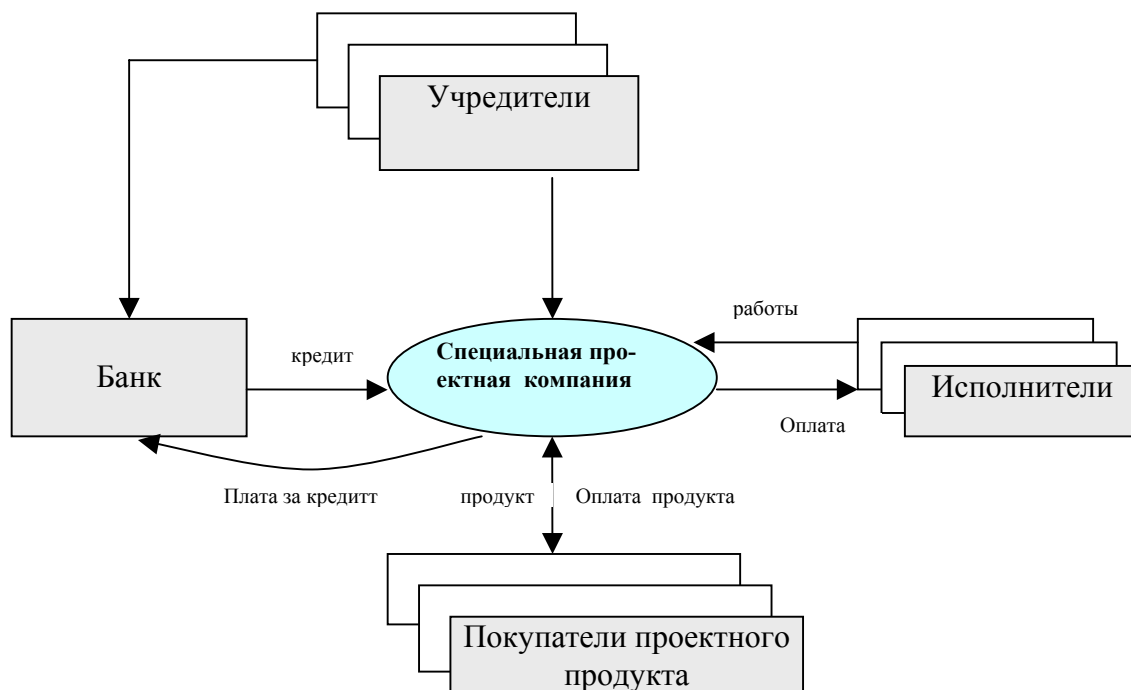 Учредители
работы
кредит
Специальная про-
ектная компания
Банк
Исполнители
Оплата
Плата за кредитт
продукт
Оплата продукта
Покупатели проектного
продукта